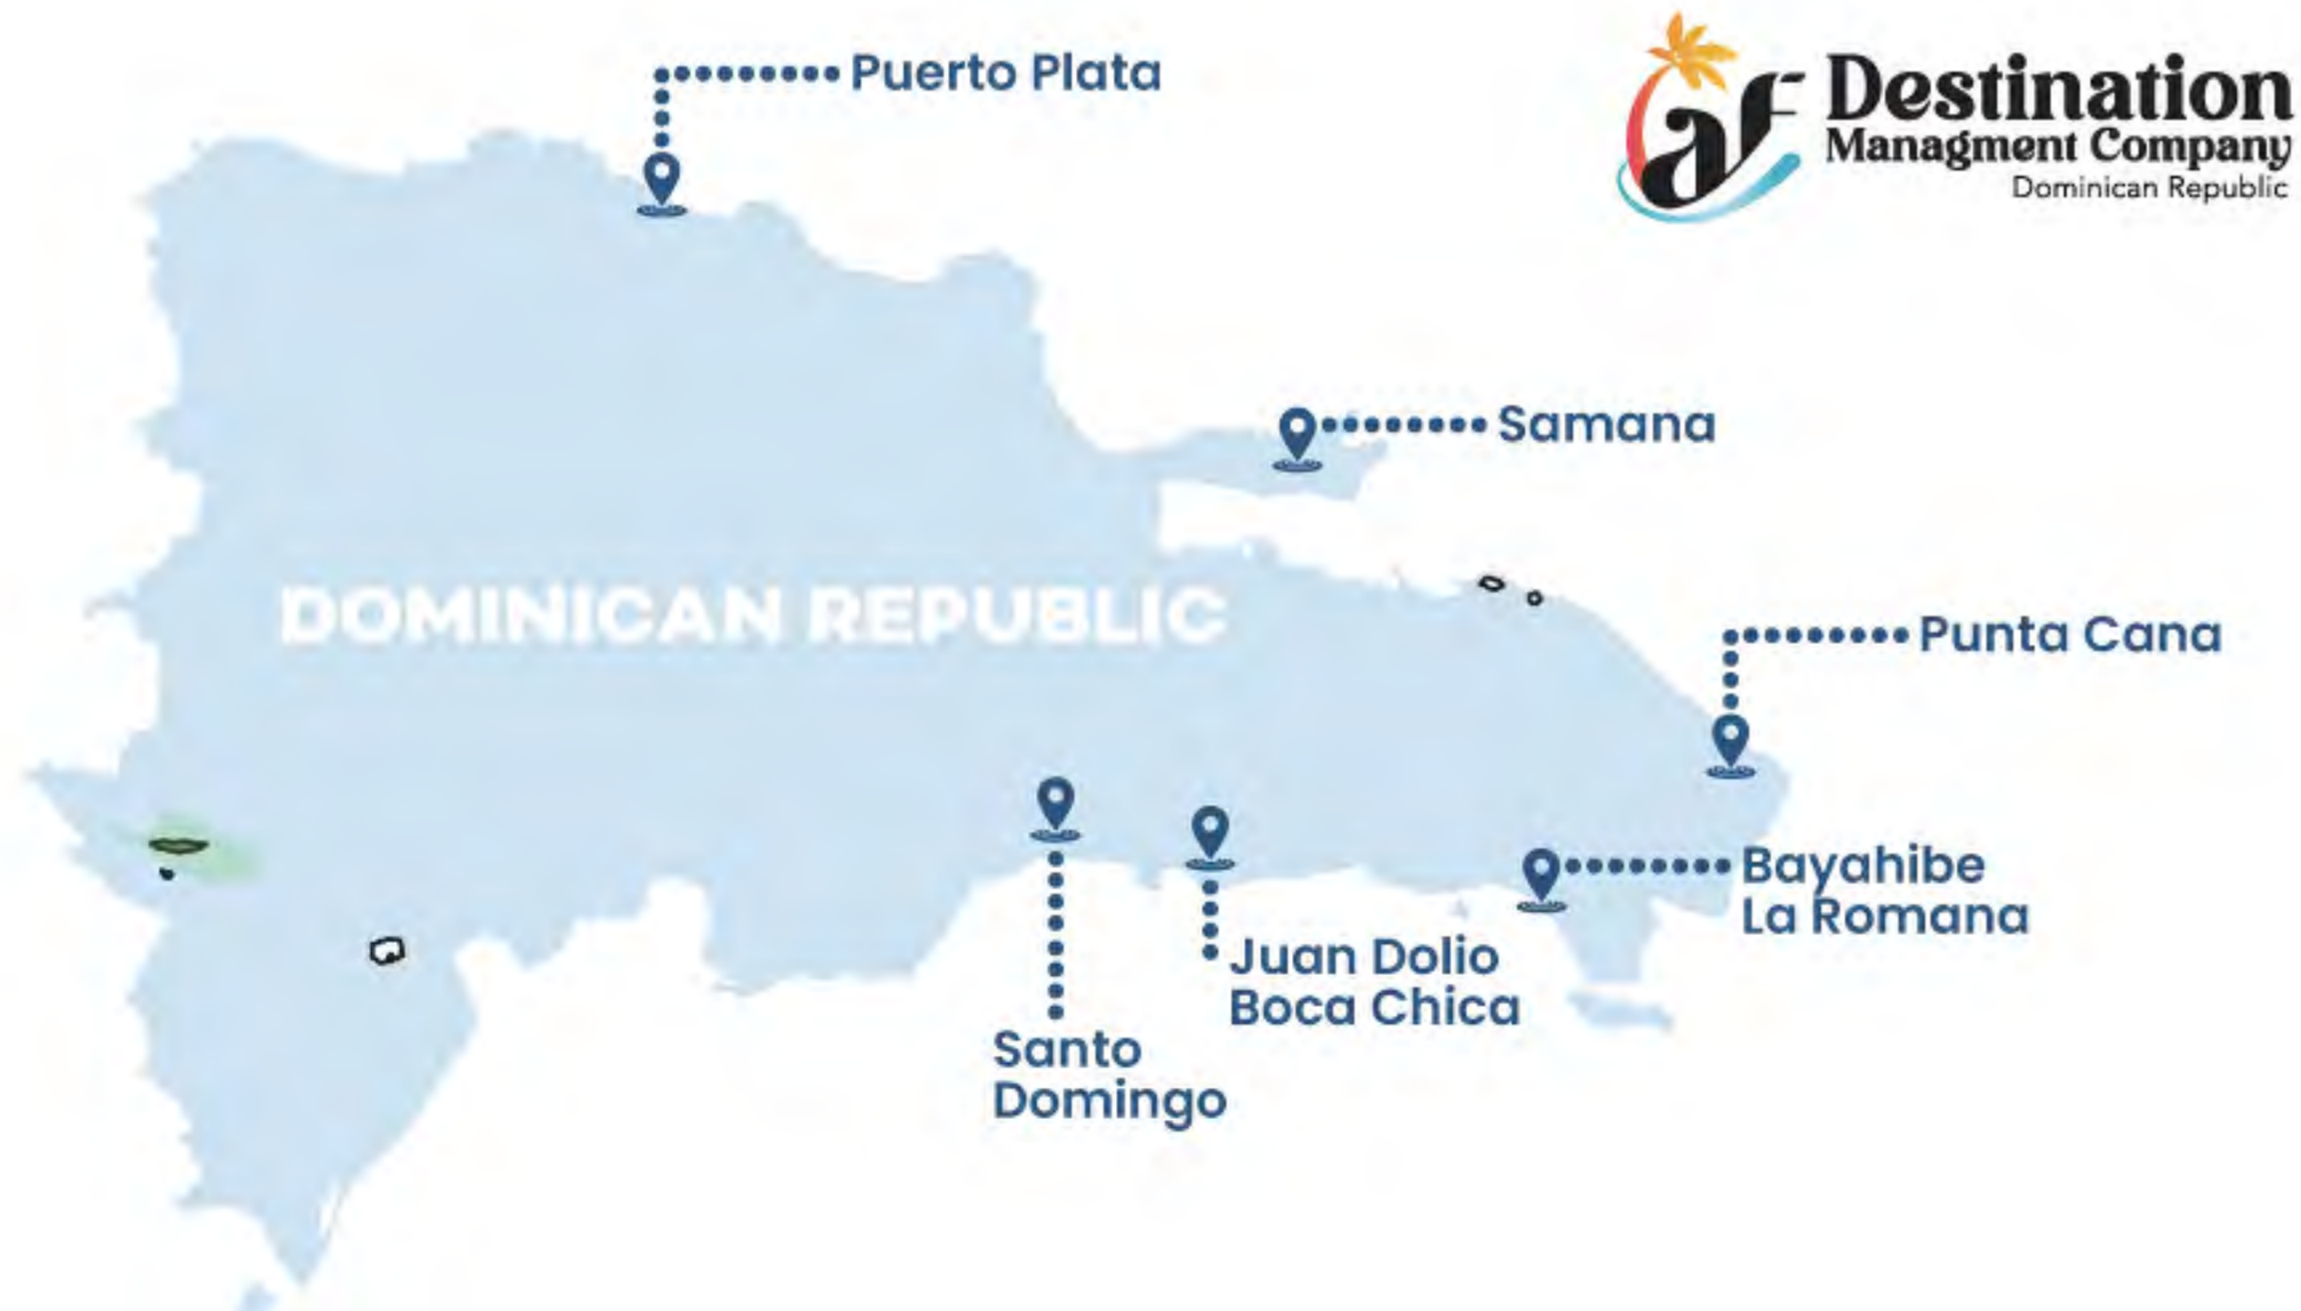 Puerto Plata
Destination
Managment Company
Dominican Republic
Samana
DOMINICAN REPUBLIC
Punta Cana
Bayahibe
La Romana
Juan Dolio
Boca Chica
Santo
Domingo